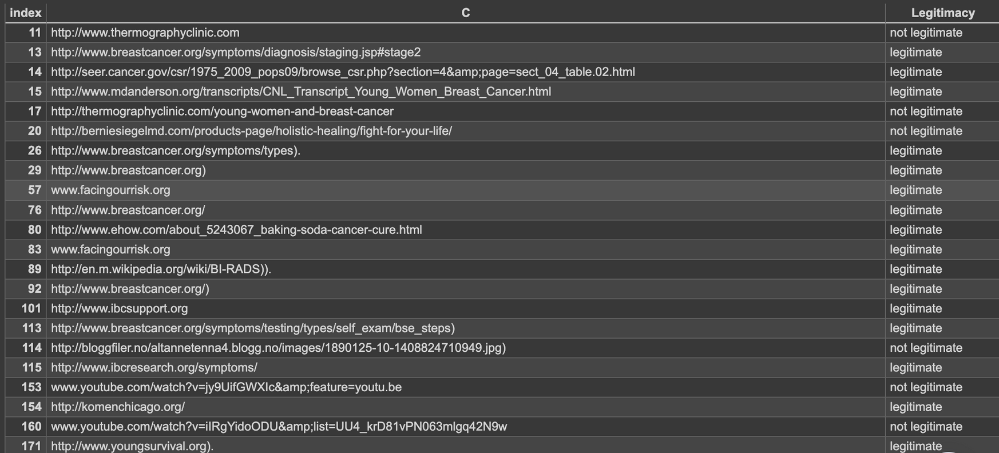 index C Legitimacy
11 http://www.thermographyclinic.com not legitimate
13 http://www.breastcancer.org/symptoms/diagnosis/staging.jsp#stage2 legitimate
14 http://seer.cancer.gov/csr/1975_2009_pops09/browse_csr.php?section=4&amp;page=sect_04_table.02.html legitimate
15 http://www.mdanderson.org/transcripts/CNL_Transcript_Young_Women_Breast_Cancer.html legitimate
17 http://thermographyclinic.com/young-women-and-breast-cancer not legitimate
20 http://berniesiegelmd.com/products-page/holistic-healing/fight-for-your-life/ not legitimate
26 http://www.breastcancer.org/symptoms/types). legitimate
29 http://www.breastcancer.org) legitimate
57 www.facingourrisk.org legitimate
76 http://www.breastcancer.org/ legitimate
80 http://www.ehow.com/about_5243067_baking-soda-cancer-cure.html legitimate
83 www.facingourrisk.org legitimate
89 http://en.m.wikipedia.org/wiki/BI-RADS)). legitimate
92 http://www.breastcancer.org/) legitimate
101 http://www.ibcsupport.org legitimate
113 http://www.breastcancer.org/symptoms/testing/types/self_exam/bse_steps) legitimate
114 http://bloggfiler.no/altannetenna4.blogg.no/images/1890125-10-1408824710949.jpg) not legitimate
115 http://www.ibcresearch.org/symptoms/ legitimate
153 www.youtube.com/watch?v=jy9UifGWXIc&amp;feature=youtu.be not legitimate
154 http://komenchicago.org/ legitimate
160 www.youtube.com/watch?v=iIRgYidoODU&amp;list=UU4_krD81vPN063mlgq42N9w not legitimate
171 http://www.youngsurvival.org). legitimate